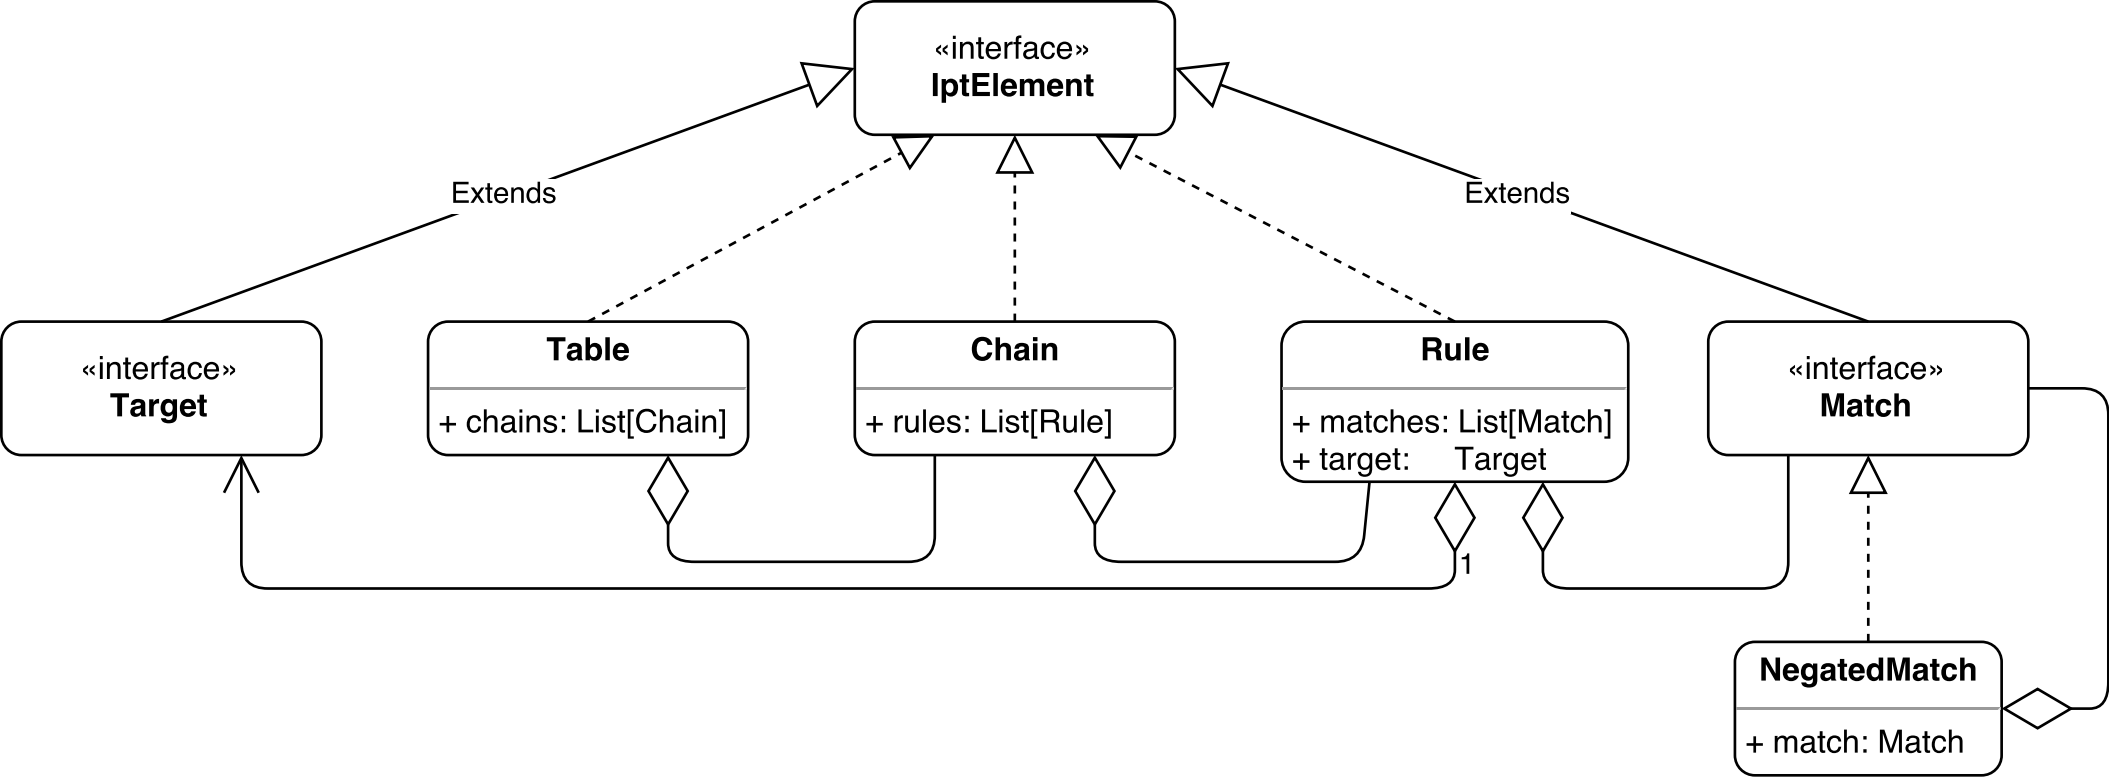 «interface»
IptElement
Extends
Extends
«interface»
Target
Table
+ chains: List[Chain]
Chain
+ rules: List[Rule]
Rule
+ matches: List[Match]
+ target: Target
«interface»
Match
1
NegatedMatch
+ match: Match